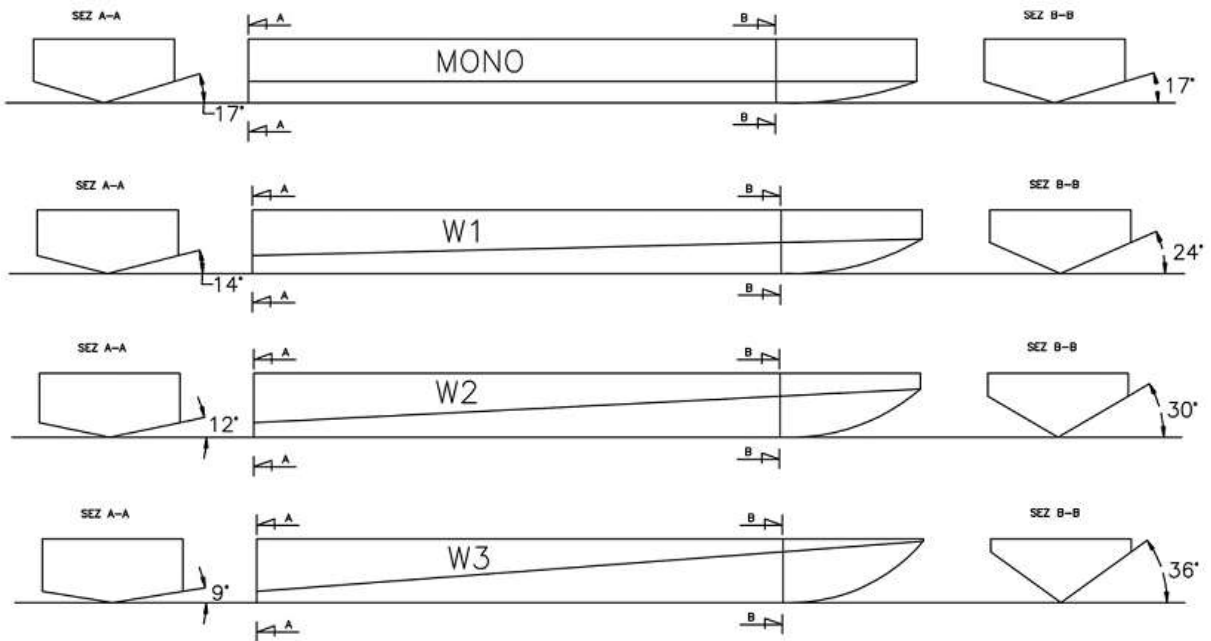 SEZ A-A
A
B
SEZ B-B
MONO
17°
17°
A
B
SEZ A-A
A
B
SEZ B-B
W1
14°
24°
A
B
SEZ A-A
A
B
SEZ B-B
W2
12°
30°
A
B
SEZ A-A
A
B
SEZ B-B
W3
9°
36°
A
B